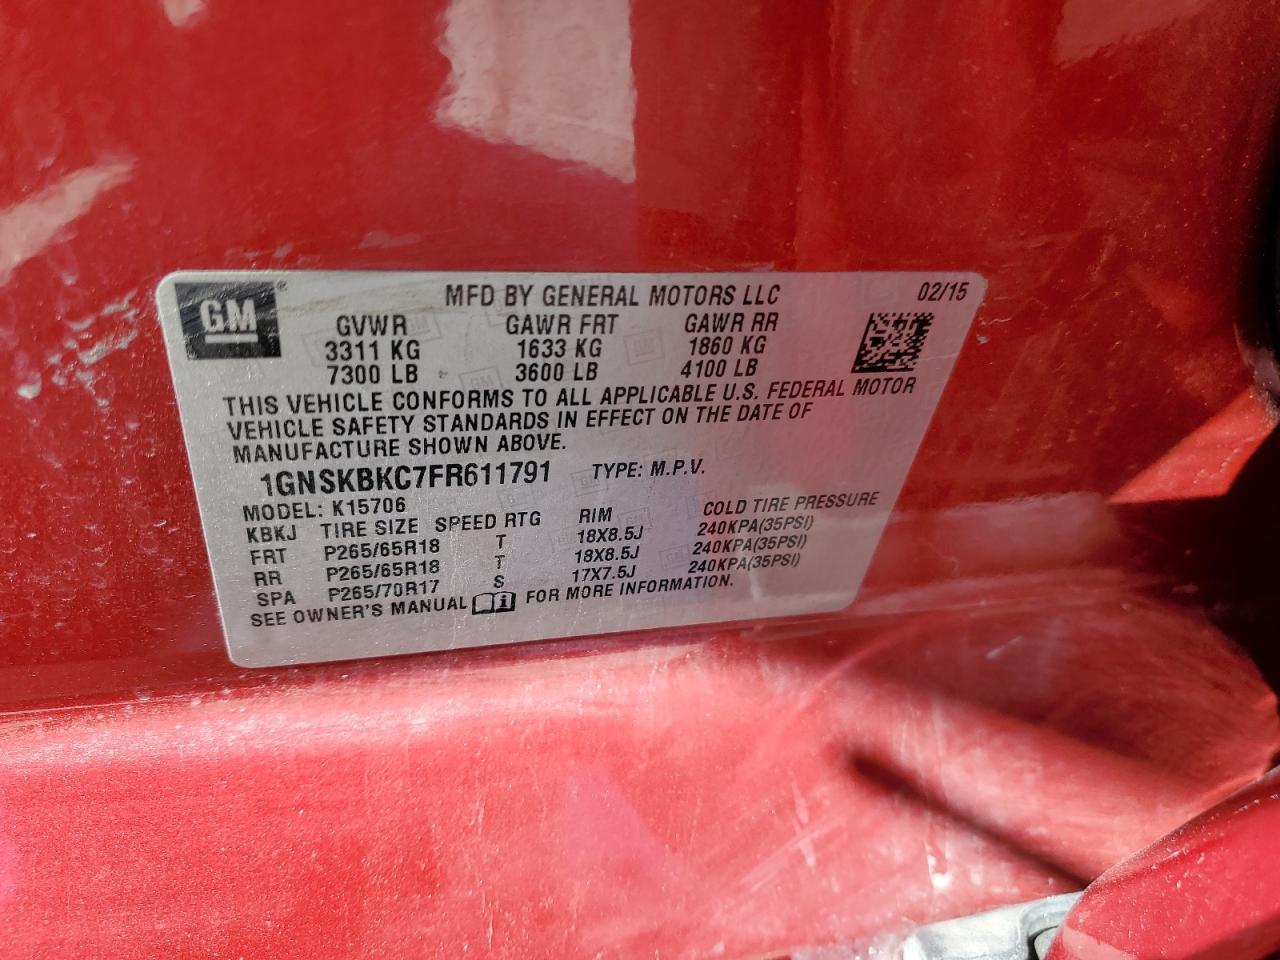 GM®
MFD BY GENERAL MOTORS LLC 02/15
GVWR GAWR FRT GAWR RR
3311 KG 1633 KG 1860 KG
7300 LB 3600 LB 4100 LB
THIS VEHICLE CONFORMS TO ALL APPLICABLE U.S. FEDERAL MOTOR
VEHICLE SAFETY STANDARDS IN EFFECT ON THE DATE OF
MANUFACTURE SHOWN ABOVE.
1GNSKBKC7FR611791 TYPE: M.P.V.
MODEL: K15706
KBKJ TIRE SIZE SPEED RTG RIM COLD TIRE PRESSURE
FRT P265/65R18 T 18X8.5J 240KPA(35PSI)
RR P265/65R18 T 18X8.5J 240KPA(35PSI)
SPA P265/70R17 S 17X7.5J 240KPA(35PSI)
SEE OWNER'S MANUAL FOR MORE INFORMATION.